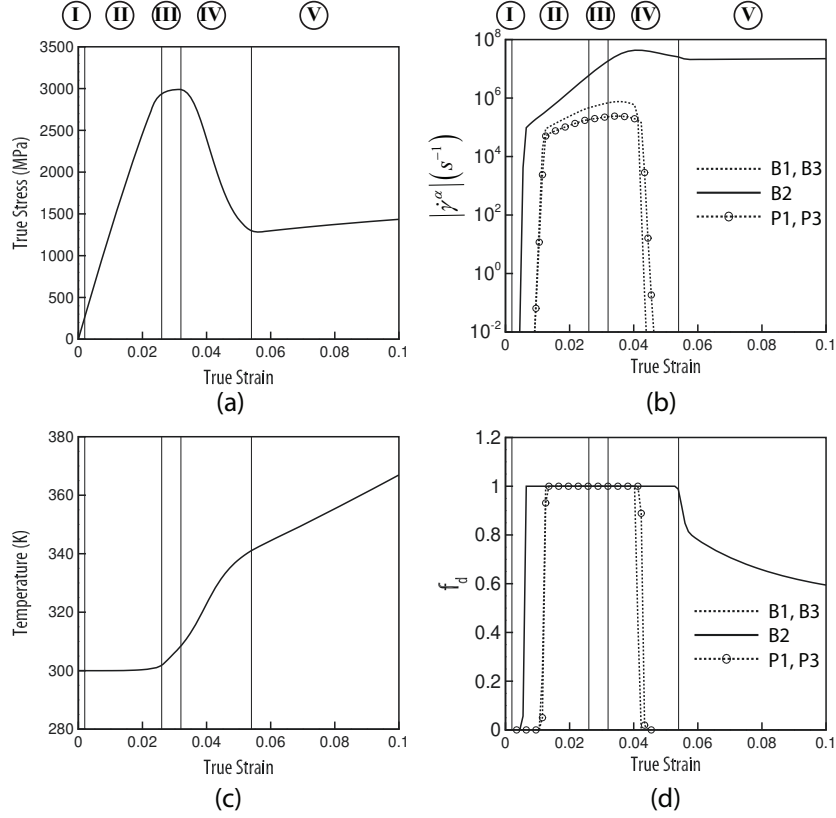 I II III IV V
I II III IV V
3500
3000
2500
2000
1500
1000
500
0
True Stress (MPa)
0 0.02 0.04 0.06 0.08 0.1
True Strain
(a)
10^8
10^6
10^4
10^2
10^0
10^-2
|γ̇^α| (s^-1)
B1, B3
B2
P1, P3
0 0.02 0.04 0.06 0.08 0.1
True Strain
(b)
380
360
340
320
300
280
Temperature (K)
0 0.02 0.04 0.06 0.08 0.1
True Strain
(c)
1.2
1
0.8
0.6
0.4
0.2
0
f_d
B1, B3
B2
P1, P3
0 0.02 0.04 0.06 0.08 0.1
True Strain
(d)